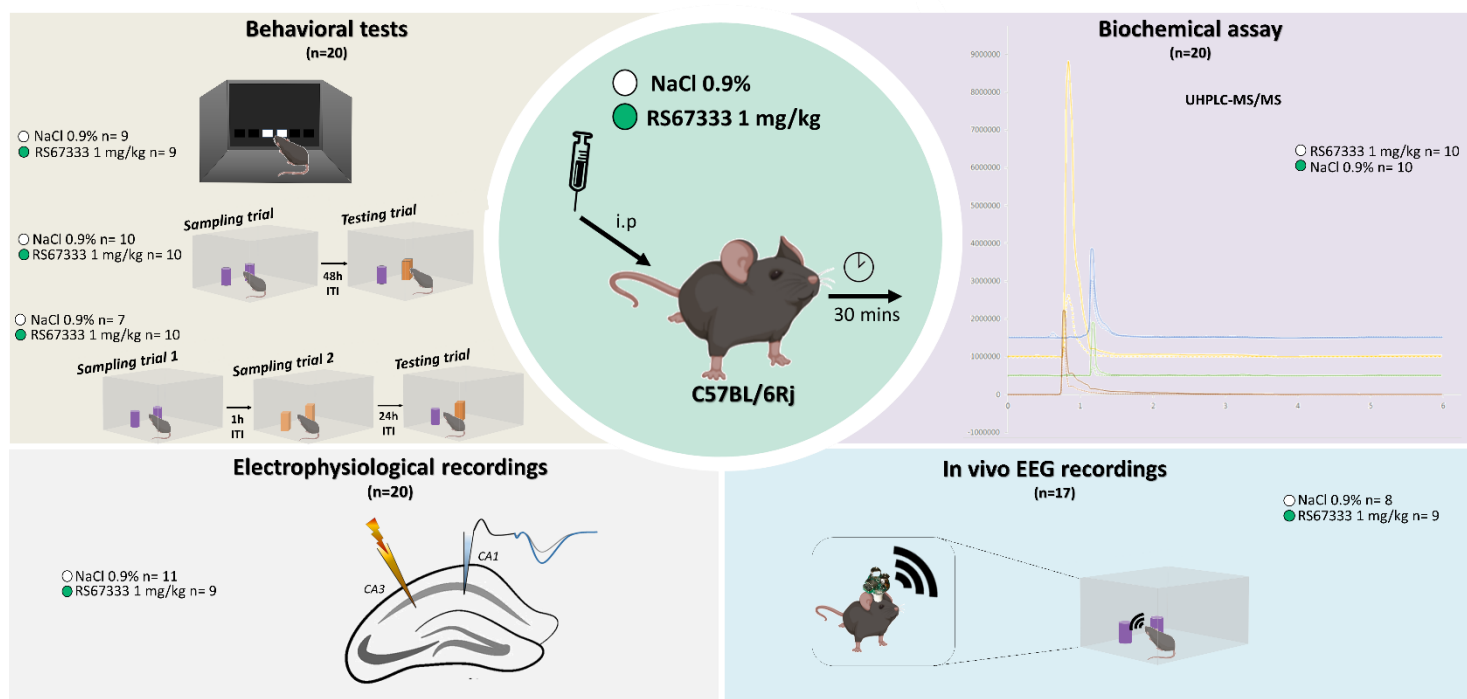 Behavioral tests
(n=20)
NaCl 0.9% n= 9
RS67333 1 mg/kg n= 9
Sampling trial
Testing trial
NaCl 0.9% n= 10
RS67333 1 mg/kg n= 10
48h
ITI
NaCl 0.9% n= 7
RS67333 1 mg/kg n= 10
Sampling trial 1
Sampling trial 2
Testing trial
1h
ITI
24h
ITI
NaCl 0.9%
RS67333 1 mg/kg
i.p
30 mins
C57BL/6Rj
Biochemical assay
(n=20)
UHPLC-MS/MS
RS67333 1 mg/kg n= 10
NaCl 0.9% n= 10
9000000
8000000
7000000
6000000
5000000
4000000
3000000
2000000
1000000
0
-1000000
0 1 2 3 4 5 6
Electrophysiological recordings
(n=20)
NaCl 0.9% n= 11
RS67333 1 mg/kg n= 9
CA3
CA1
In vivo EEG recordings
(n=17)
NaCl 0.9% n= 8
RS67333 1 mg/kg n= 9